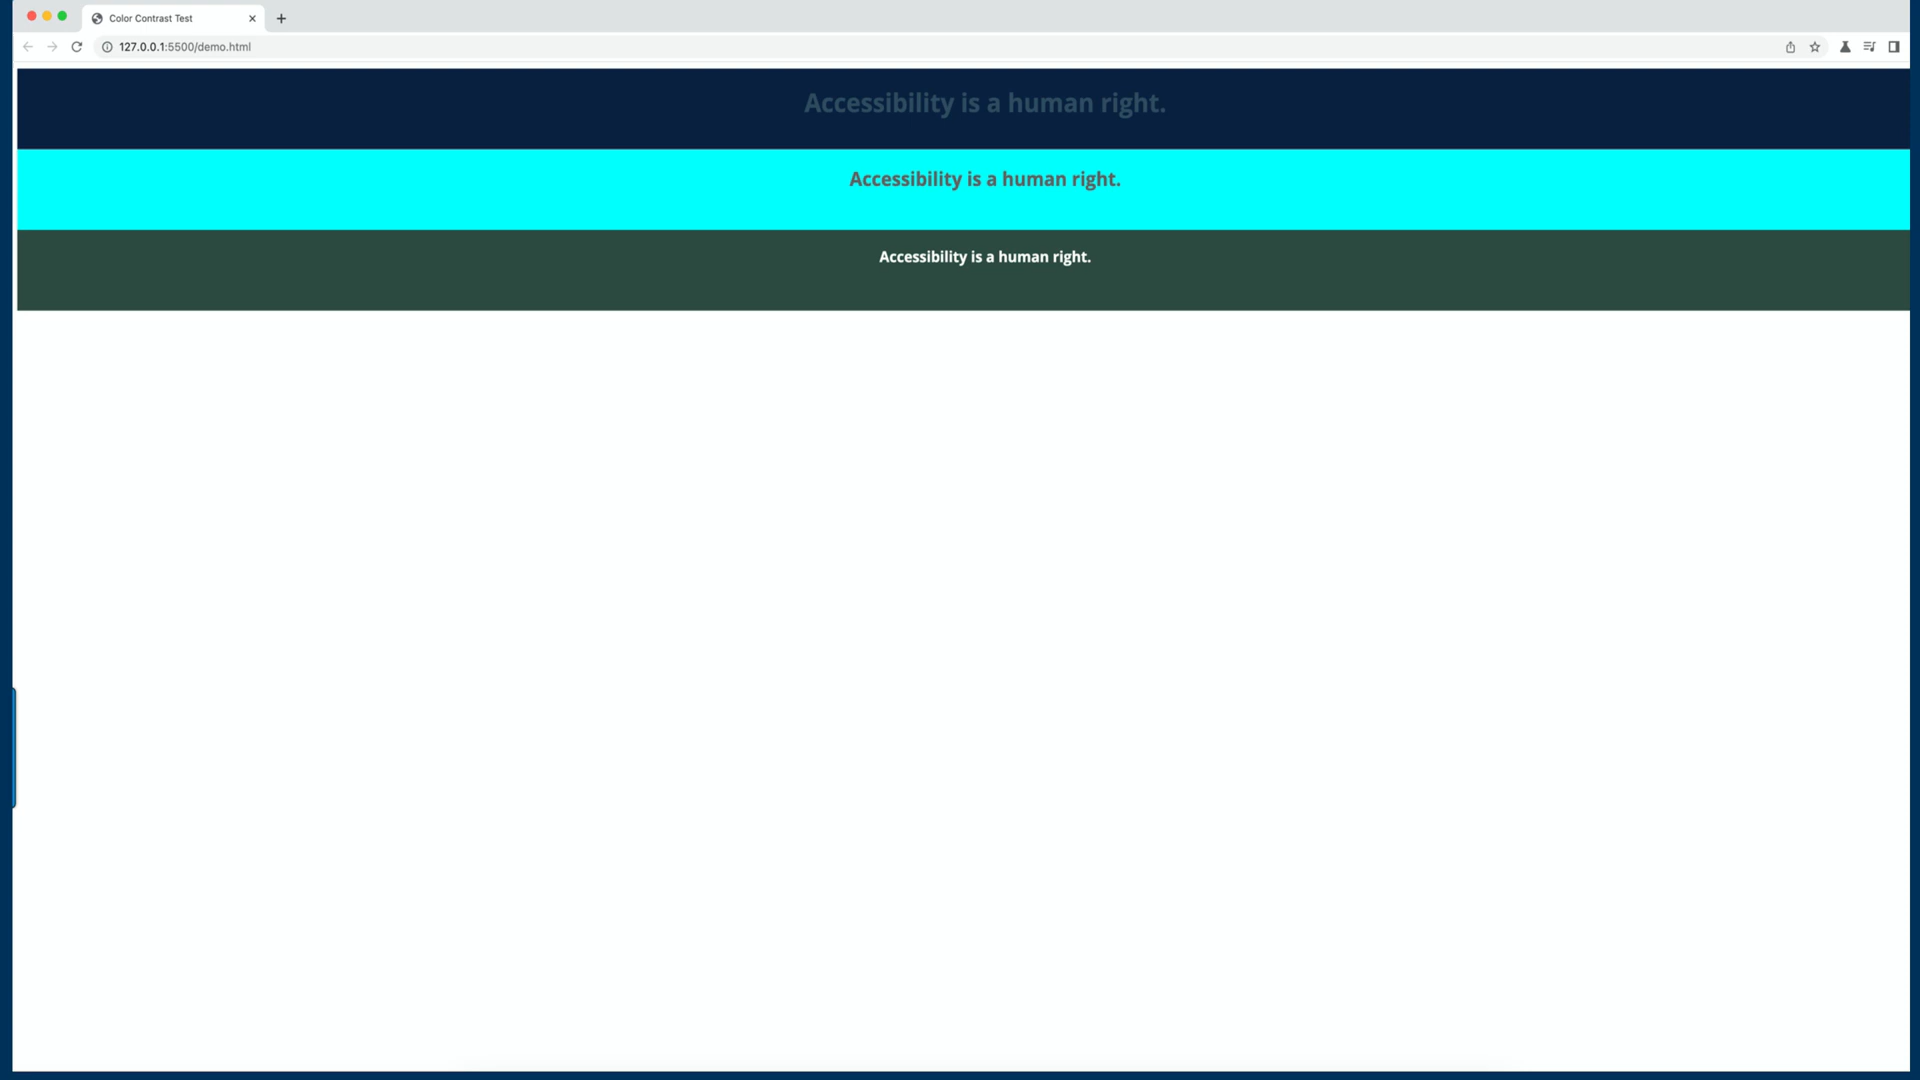 Color Contrast Test
127.0.0.1:5500/demo.html
Accessibility is a human right.
Accessibility is a human right.
Accessibility is a human right.